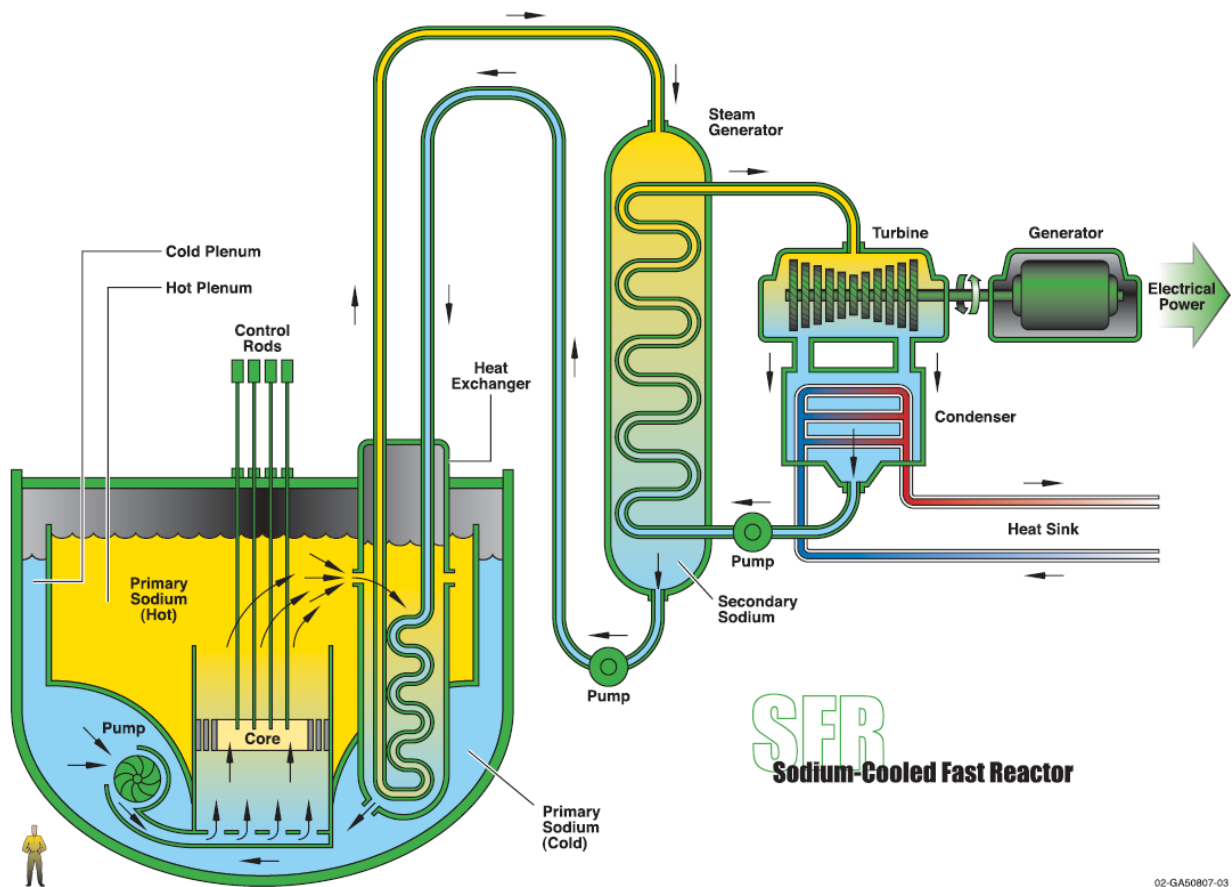 Steam
Generator
Cold Plenum
Hot Plenum
Control
Rods
Heat
Exchanger
Turbine
Generator
Electrical
Power
Condenser
Heat Sink
Pump
Primary
Sodium
(Hot)
Secondary
Sodium
Pump
Pump
Core
Primary
Sodium
(Cold)
SFR
Sodium-Cooled Fast Reactor
02-GA50807-03